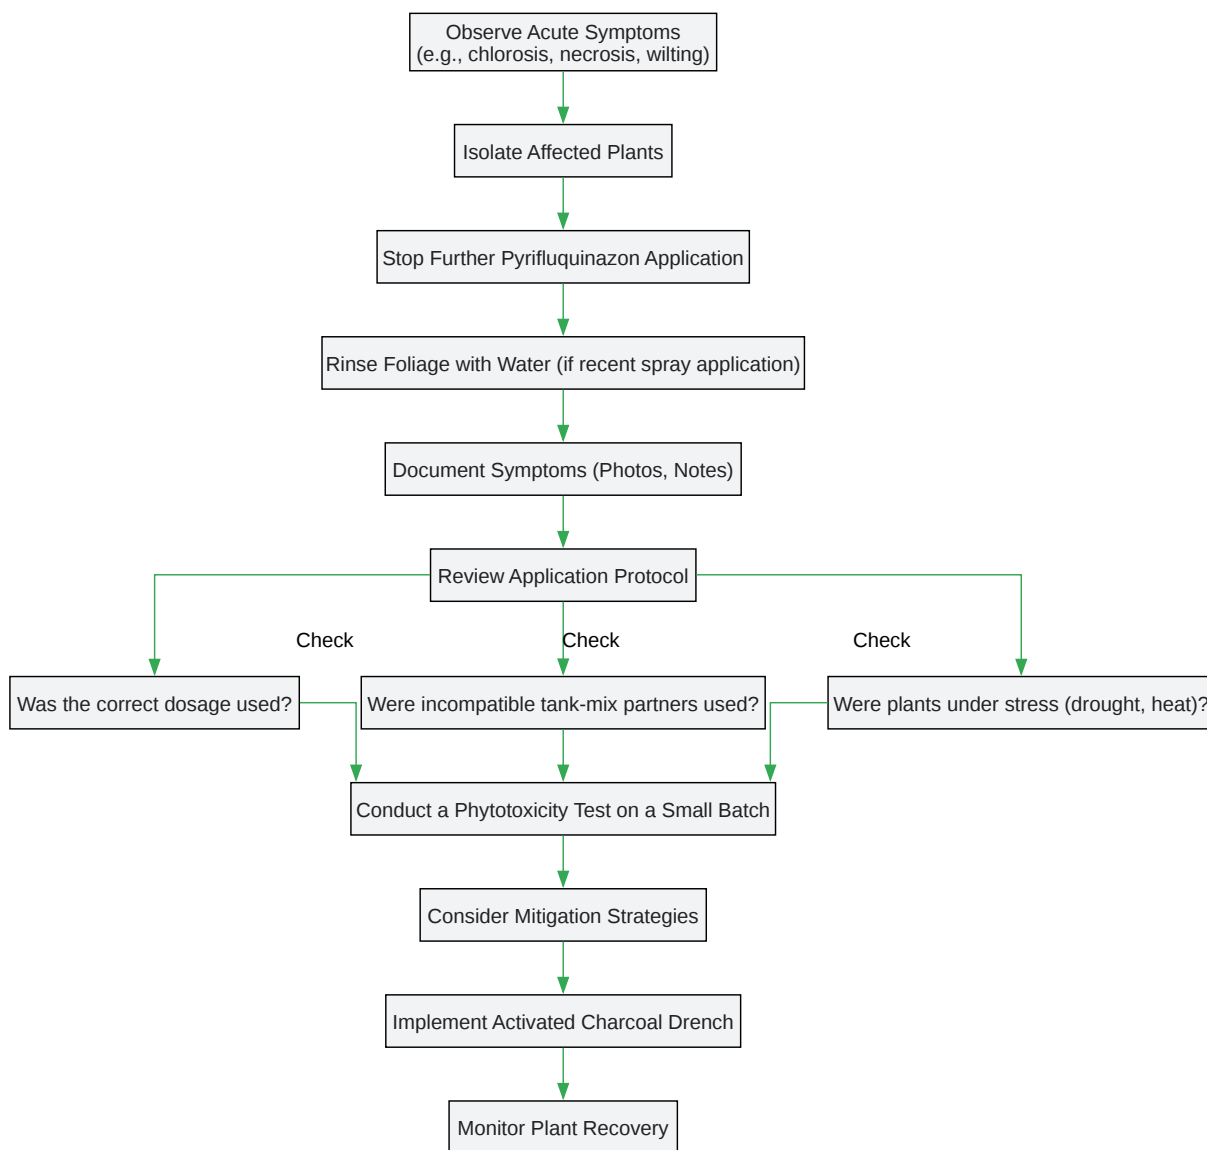 Observe Acute Symptoms
(e.g., chlorosis, necrosis, wilting)
Isolate Affected Plants
Stop Further Pyrifluquinazon Application
Rinse Foliage with Water (if recent spray application)
Document Symptoms (Photos, Notes)
Review Application Protocol
Check
Check
Check
Was the correct dosage used?
Were incompatible tank-mix partners used?
Were plants under stress (drought, heat)?
Conduct a Phytotoxicity Test on a Small Batch
Consider Mitigation Strategies
Implement Activated Charcoal Drench
Monitor Plant Recovery